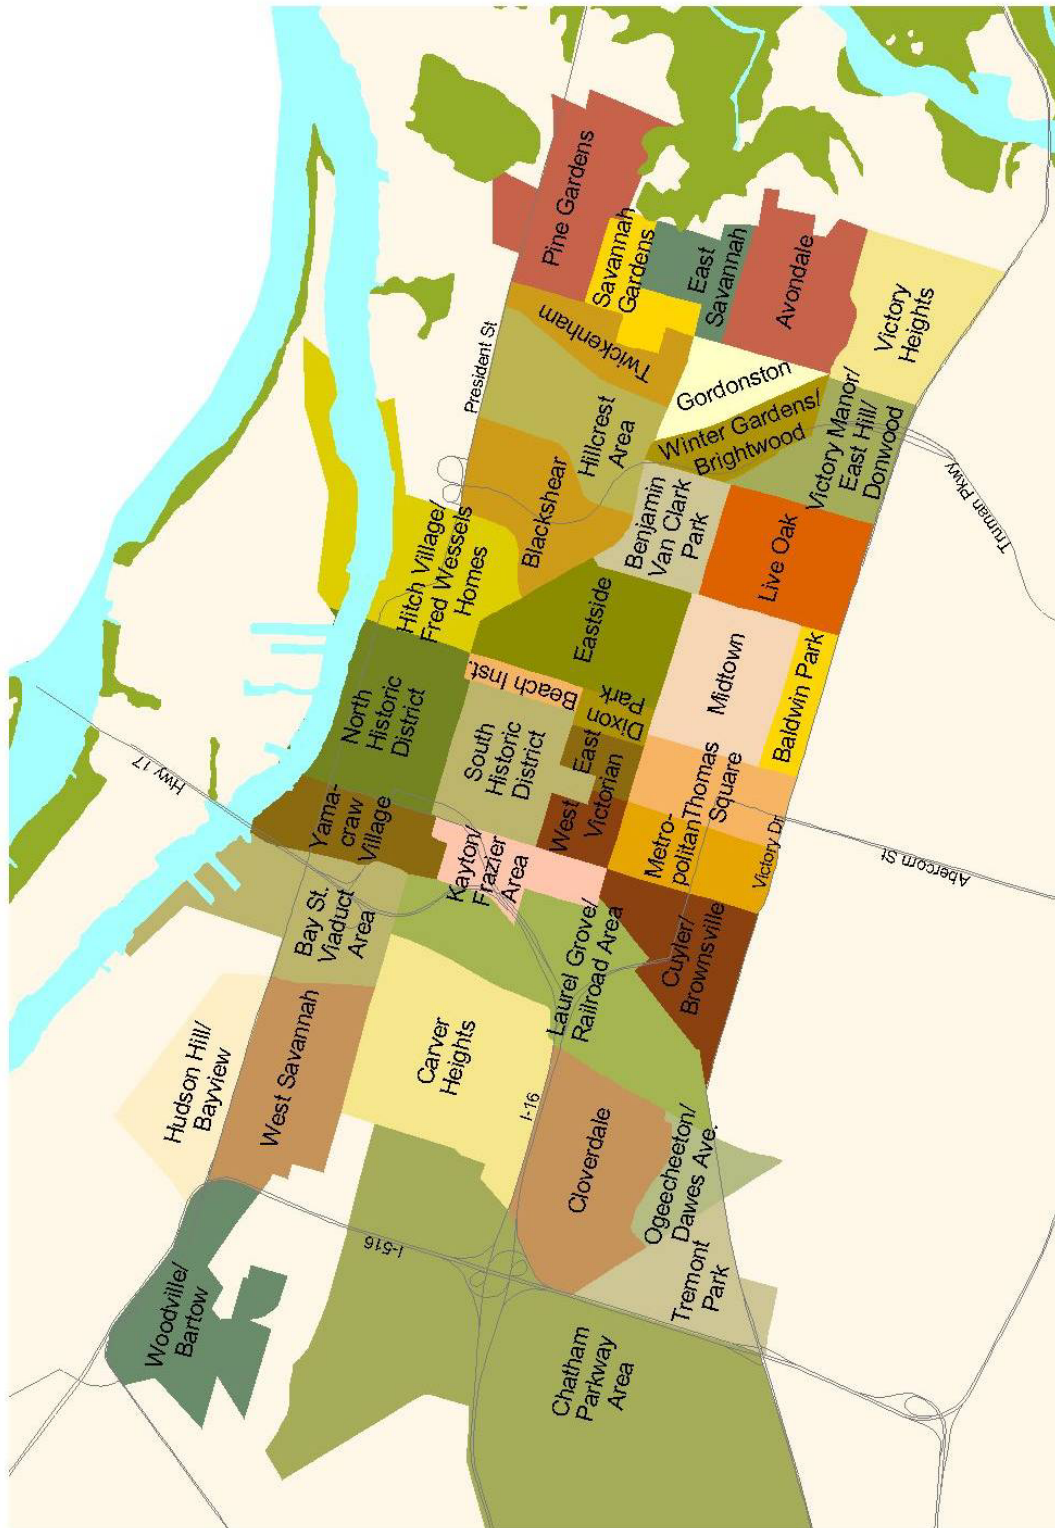 Pine Gardens
Savannah
Gardens
East
Savannah
Avondale
Victory
Heights
President St
Twickenham
Hillcrest
Area
Gordonston
Winter Gardens/
Brightwood
Victory Manor/
East Hill/
Donwood
Truman Pkwy
Blackshear
Benjamin
Van Clark
Park
Live Oak
Hitch Village/
Fred Wessels
Homes
Eastside
Midtown
Baldwin Park
North
Historic
District
Beach Inst.
Dixon
Park
South
Historic
District
East
Victorian
West
Thomas
Square
Metro-
politan
Victory Dr
Abercorn St
Hwy 17
Yama-
craw
Village
Kayton/
Frazier
Area
Bay St.
Viaduct
Area
Laurel Grove/
Railroad Area
Cuyler/
Brownsville
Hudson Hill/
Bayview
West Savannah
Carver
Heights
I-16
Cloverdale
Ogeecheeton/
Dawes Ave.
Tremont
Park
I-516
Woodville/
Bartow
Chatham
Parkway
Area